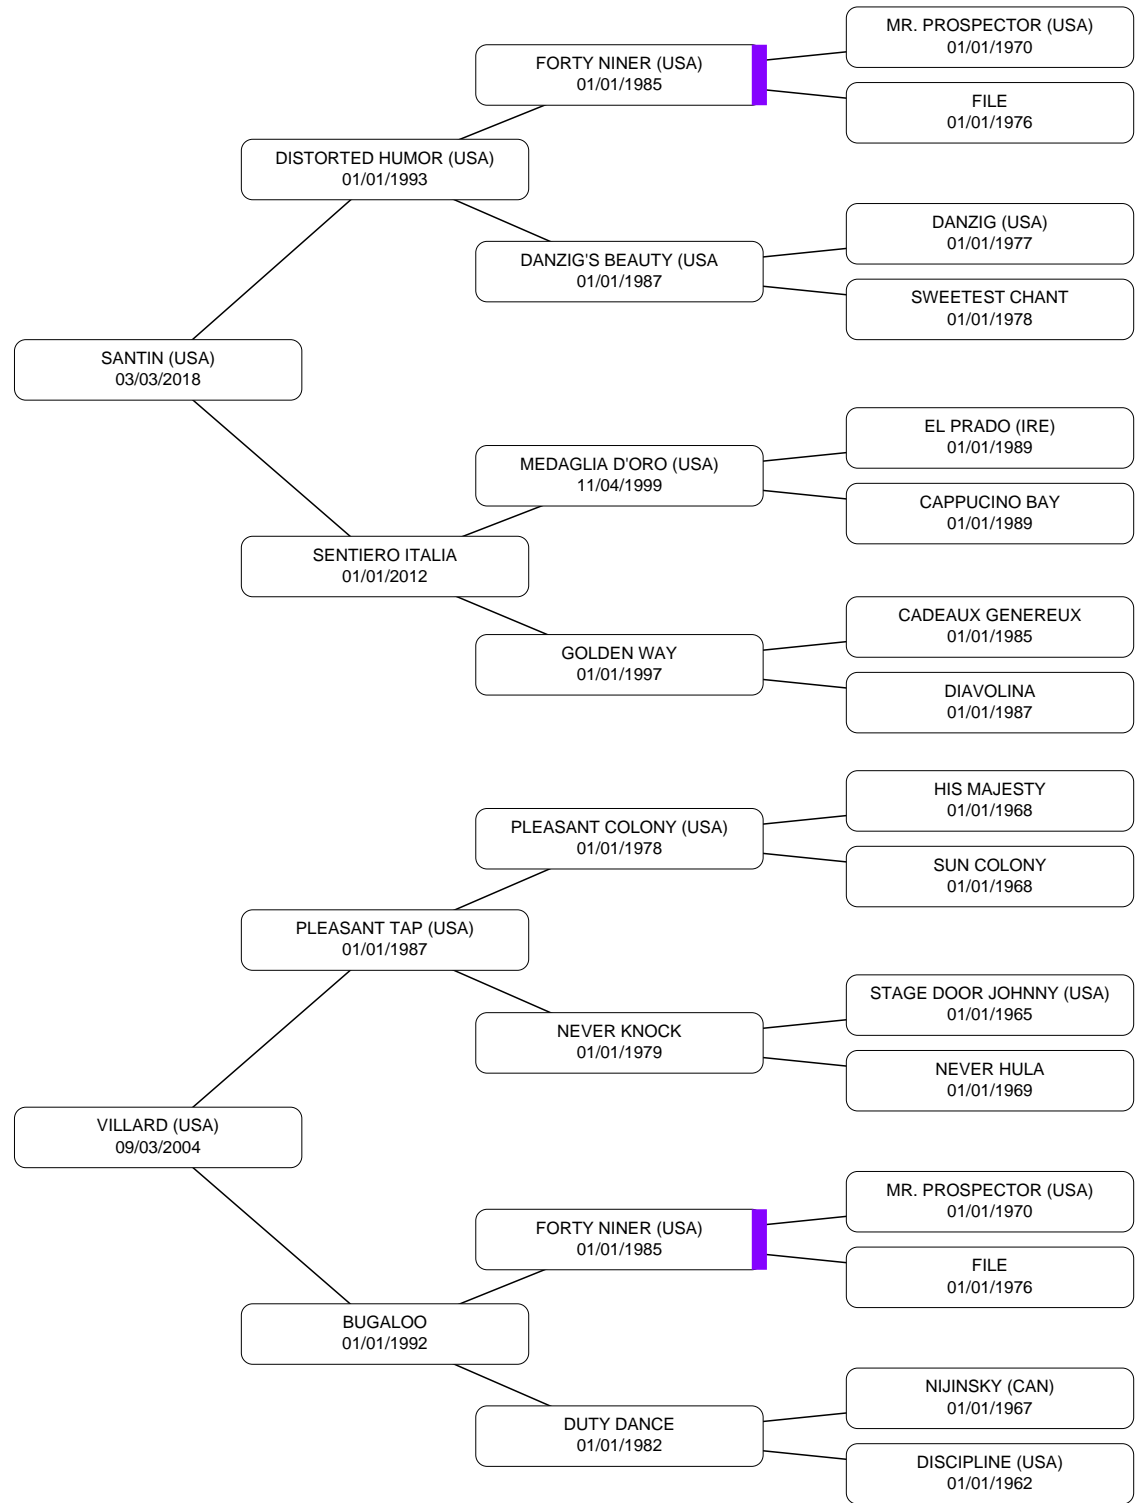 MR. PROSPECTOR (USA)
01/01/1970
FORTY NINER (USA)
01/01/1985
FILE
01/01/1976
DISTORTED HUMOR (USA)
01/01/1993
DANZIG (USA)
01/01/1977
DANZIG'S BEAUTY (USA
01/01/1987
SWEETEST CHANT
01/01/1978
SANTIN (USA)
03/03/2018
EL PRADO (IRE)
01/01/1989
MEDAGLIA D'ORO (USA)
11/04/1999
CAPPUCINO BAY
01/01/1989
SENTIERO ITALIA
01/01/2012
CADEAUX GENEREUX
01/01/1985
GOLDEN WAY
01/01/1997
DIAVOLINA
01/01/1987
HIS MAJESTY
01/01/1968
PLEASANT COLONY (USA)
01/01/1978
SUN COLONY
01/01/1968
PLEASANT TAP (USA)
01/01/1987
STAGE DOOR JOHNNY (USA)
01/01/1965
NEVER KNOCK
01/01/1979
NEVER HULA
01/01/1969
VILLARD (USA)
09/03/2004
MR. PROSPECTOR (USA)
01/01/1970
FORTY NINER (USA)
01/01/1985
FILE
01/01/1976
BUGALOO
01/01/1992
NIJINSKY (CAN)
01/01/1967
DUTY DANCE
01/01/1982
DISCIPLINE (USA)
01/01/1962